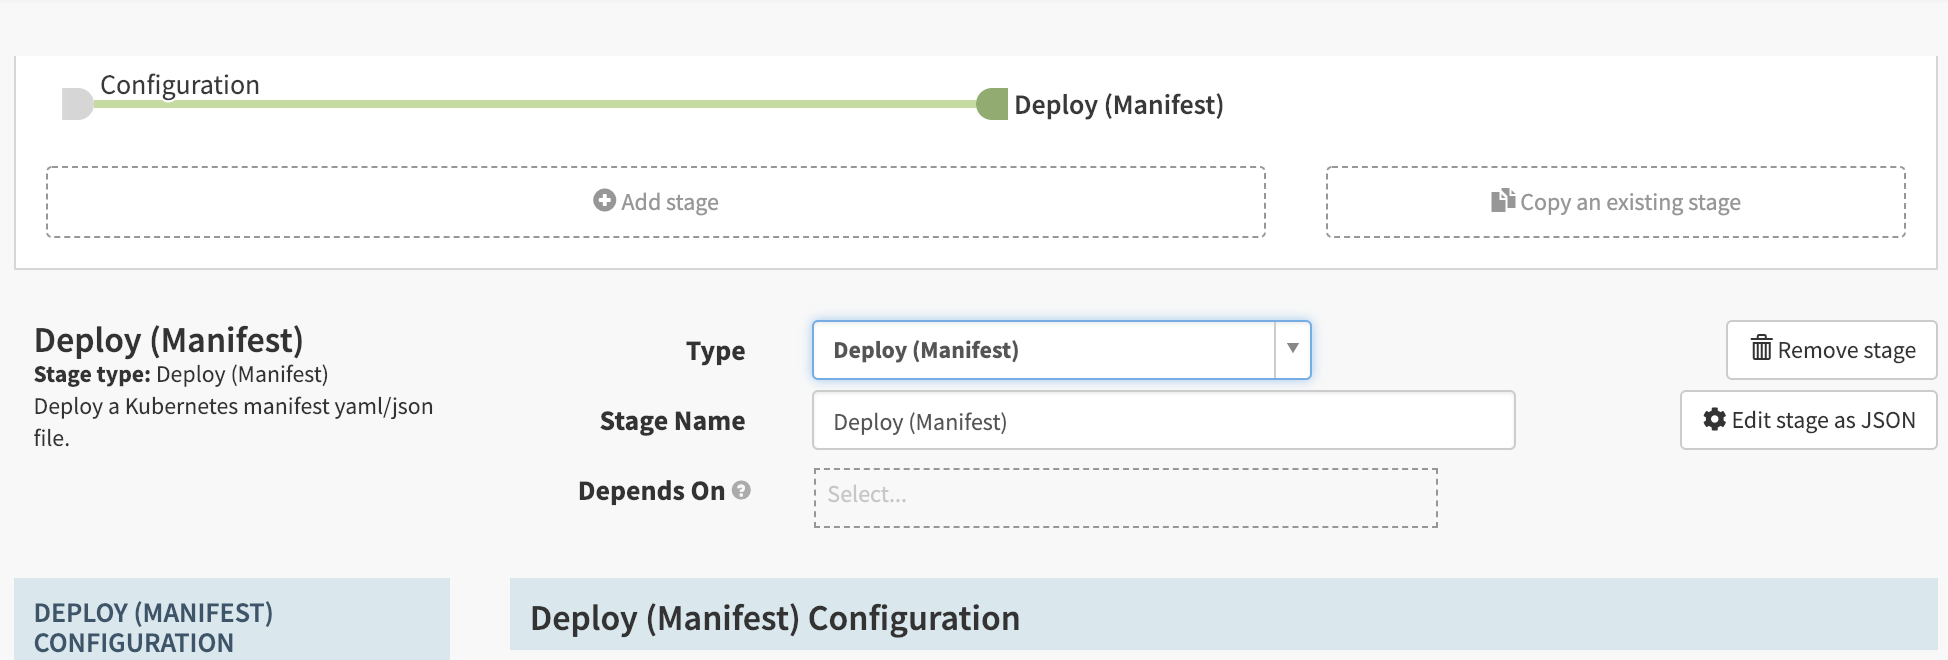 Configuration
Deploy (Manifest)
Add stage
Copy an existing stage
Deploy (Manifest)
Stage type: Deploy (Manifest)
Deploy a Kubernetes manifest yaml/json
file.
Type
Deploy (Manifest)
Remove stage
Stage Name
Deploy (Manifest)
Edit stage as JSON
Depends On
Select...
DEPLOY (MANIFEST)
CONFIGURATION
Deploy (Manifest) Configuration